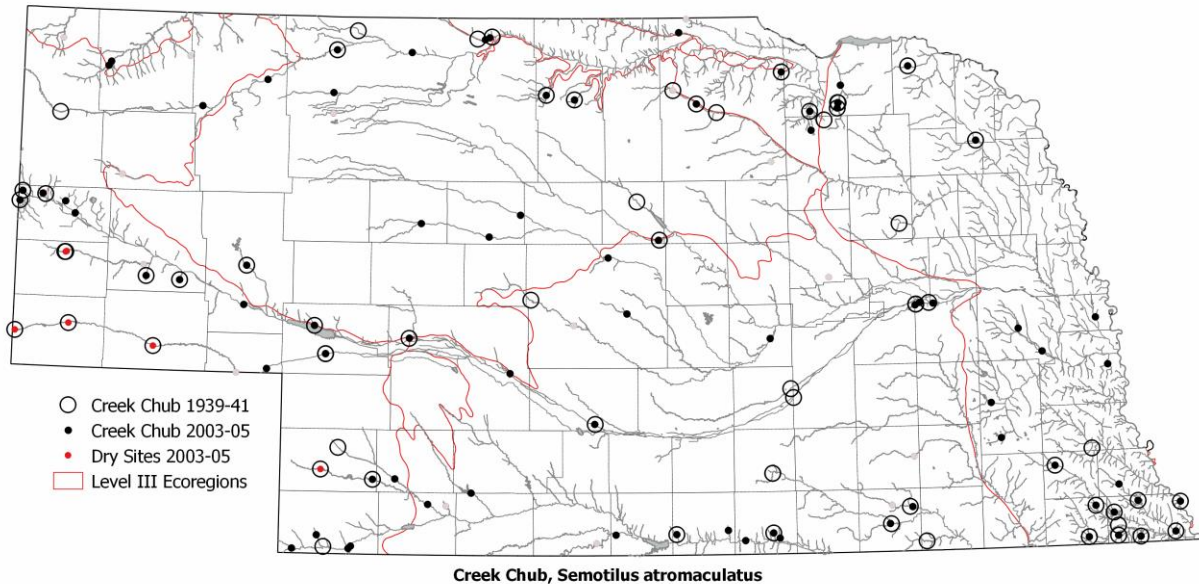 Creek Chub 1939-41
Creek Chub 2003-05
Dry Sites 2003-05
Level III Ecoregions
Creek Chub, Semotilus atromaculatus